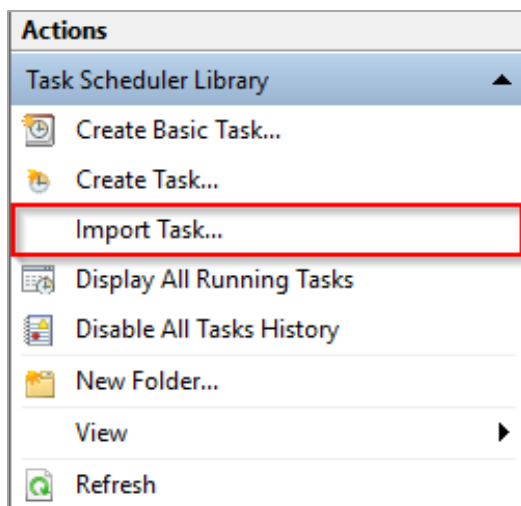 Actions
Task Scheduler Library
Create Basic Task...
Create Task...
Import Task...
Display All Running Tasks
Disable All Tasks History
New Folder...
View
Refresh